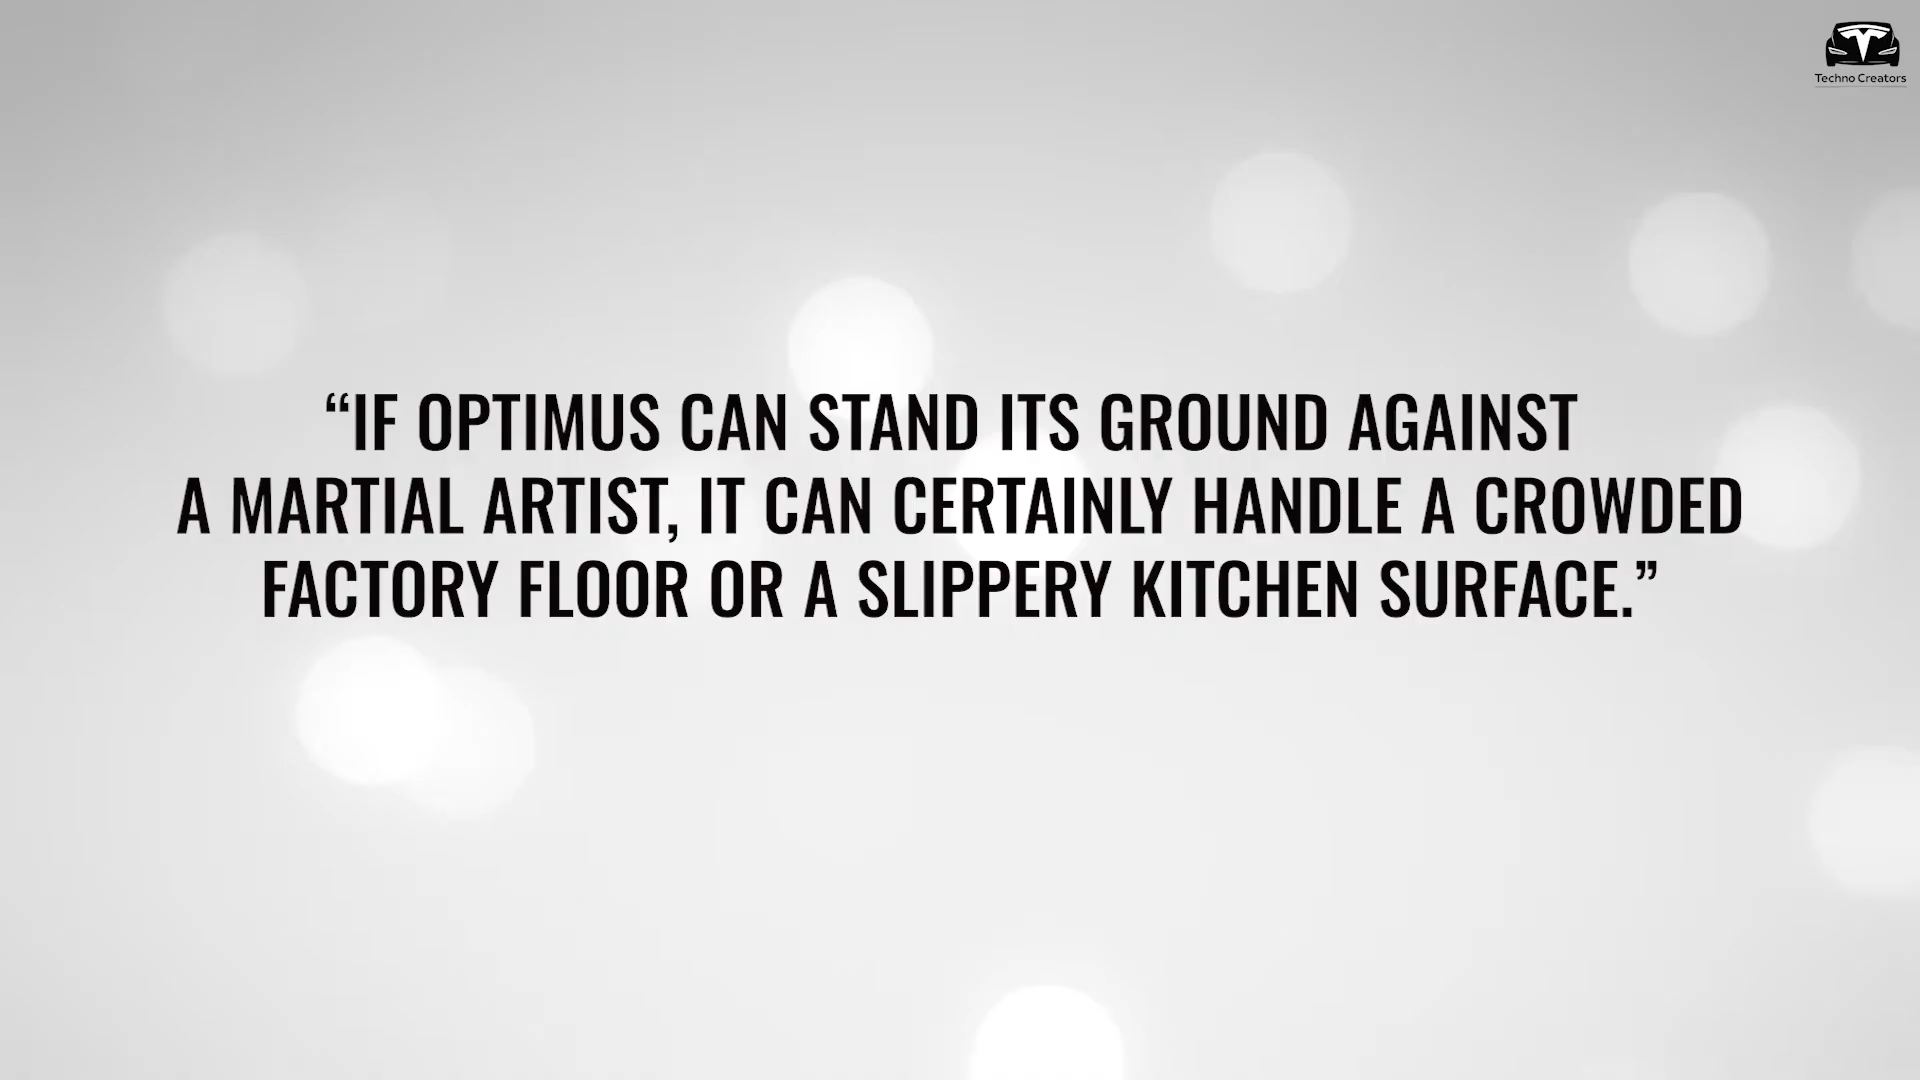 Techno Creators
“IF OPTIMUS CAN STAND ITS GROUND AGAINST
A MARTIAL ARTIST, IT CAN CERTAINLY HANDLE A CROWDED
FACTORY FLOOR OR A SLIPPERY KITCHEN SURFACE.”